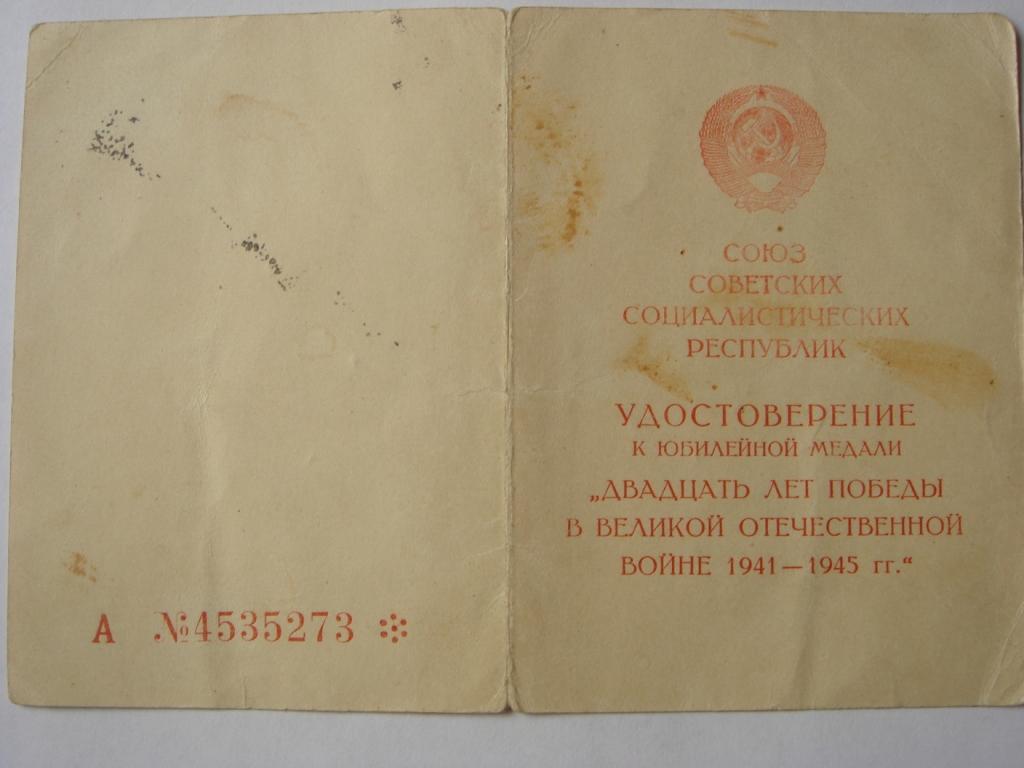 А №4535273
СОЮЗ
СОВЕТСКИХ
СОЦИАЛИСТИЧЕСКИХ
РЕСПУБЛИК
УДОСТОВЕРЕНИЕ
К ЮБИЛЕЙНОЙ МЕДАЛИ
„ДВАДЦАТЬ ЛЕТ ПОБЕДЫ
В ВЕЛИКОЙ ОТЕЧЕСТВЕННОЙ
ВОЙНЕ 1941—1945 гг.“